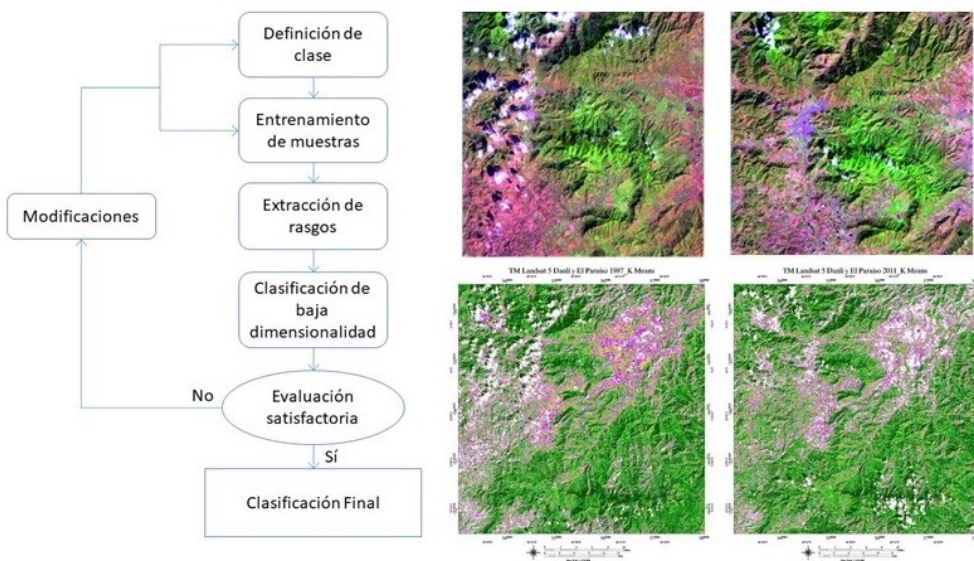 Definición de
clase
Entrenamiento
de muestras
Modificaciones
Extracción de
rasgos
Clasificación de
baja
dimensionalidad
No
Evaluación
satisfactoria
Sí
Clasificación Final
TM Landsat 5 Danlí y El Paraíso 1987_K Means
TM Landsat 5 Danlí y El Paraíso 2011_K Means